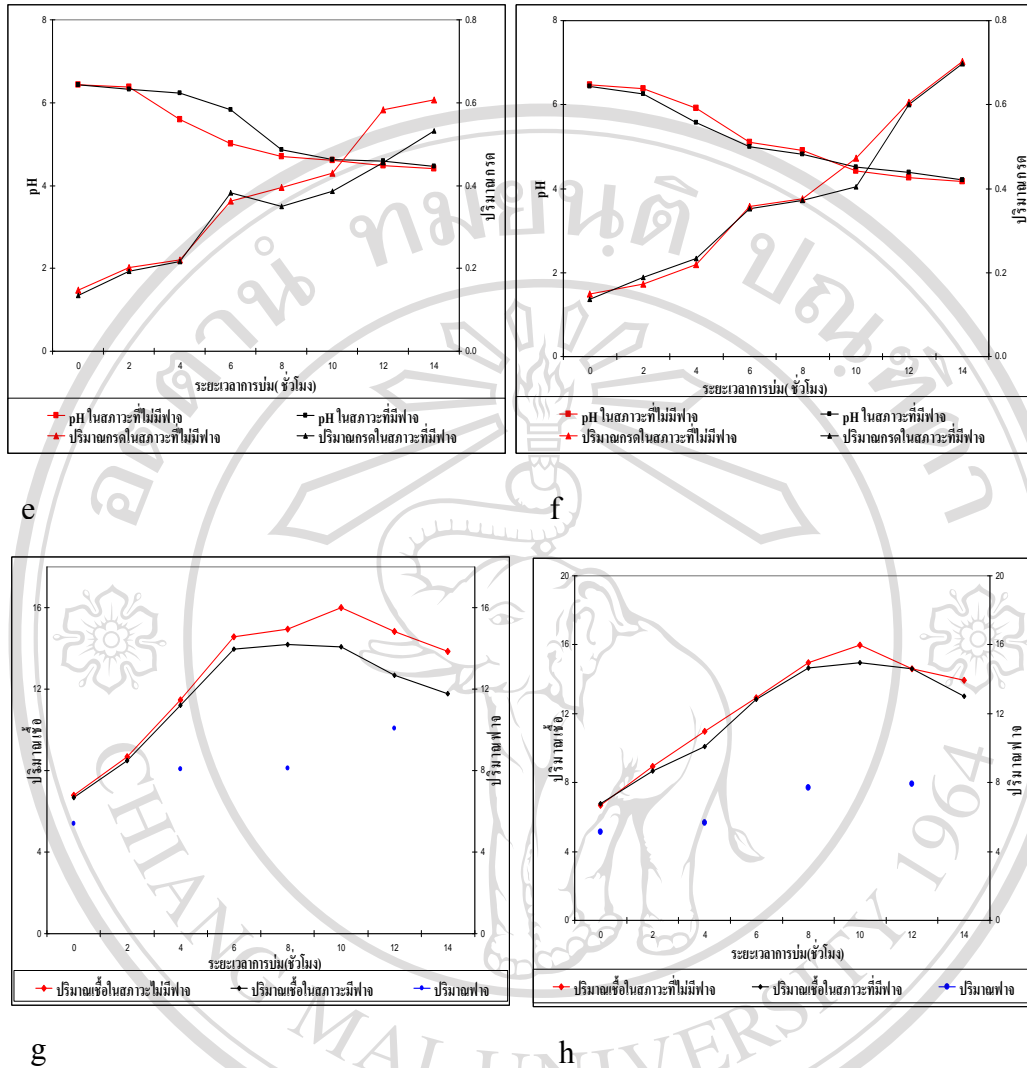 8
6
4
2
0
pH
0.8
0.6
0.4
0.2
0.0
ปริมาณกรด
0 2 4 6 8 10 12 14
ระยะเวลาการบ่ม( ชั่วโมง)
pH ในสภาวะที่ไม่มีฟาจ
pH ในสภาวะที่มีฟาจ
ปริมาณกรดในสภาวะที่ไม่มีฟาจ
ปริมาณกรดในสภาวะที่มีฟาจ
e
8
6
4
2
0
pH
0.8
0.6
0.4
0.2
0.0
ปริมาณกรด
0 2 4 6 8 10 12 14
ระยะเวลาการบ่ม( ชั่วโมง)
pH ในสภาวะที่ไม่มีฟาจ
pH ในสภาวะที่มีฟาจ
ปริมาณกรดในสภาวะที่ไม่มีฟาจ
ปริมาณกรดในสภาวะที่มีฟาจ
f
16
12
8
4
0
ปริมาณเชื้อ
16
12
8
4
0
ปริมาณฟาจ
0 2 4 6 8 10 12 14
ระยะเวลาการบ่ม(ชั่วโมง)
ปริมาณเชื้อในสภาวะไม่มีฟาจ
ปริมาณเชื้อในสภาวะมีฟาจ
ปริมาณฟาจ
g
20
16
12
8
4
0
ปริมาณเชื้อ
20
16
12
8
4
0
ปริมาณฟาจ
0 2 4 6 8 10 12 14
ระยะเวลาการบ่ม(ชั่วโมง)
ปริมาณเชื้อในสภาวะที่ไม่มีฟาจ
ปริมาณเชื้อในสภาวะที่มีฟาจ
ปริมาณฟาจ
h
อตฺตานํ ทมยนฺติ ปณฺฑิตา
CHIANG MAI UNIVERSITY 1964